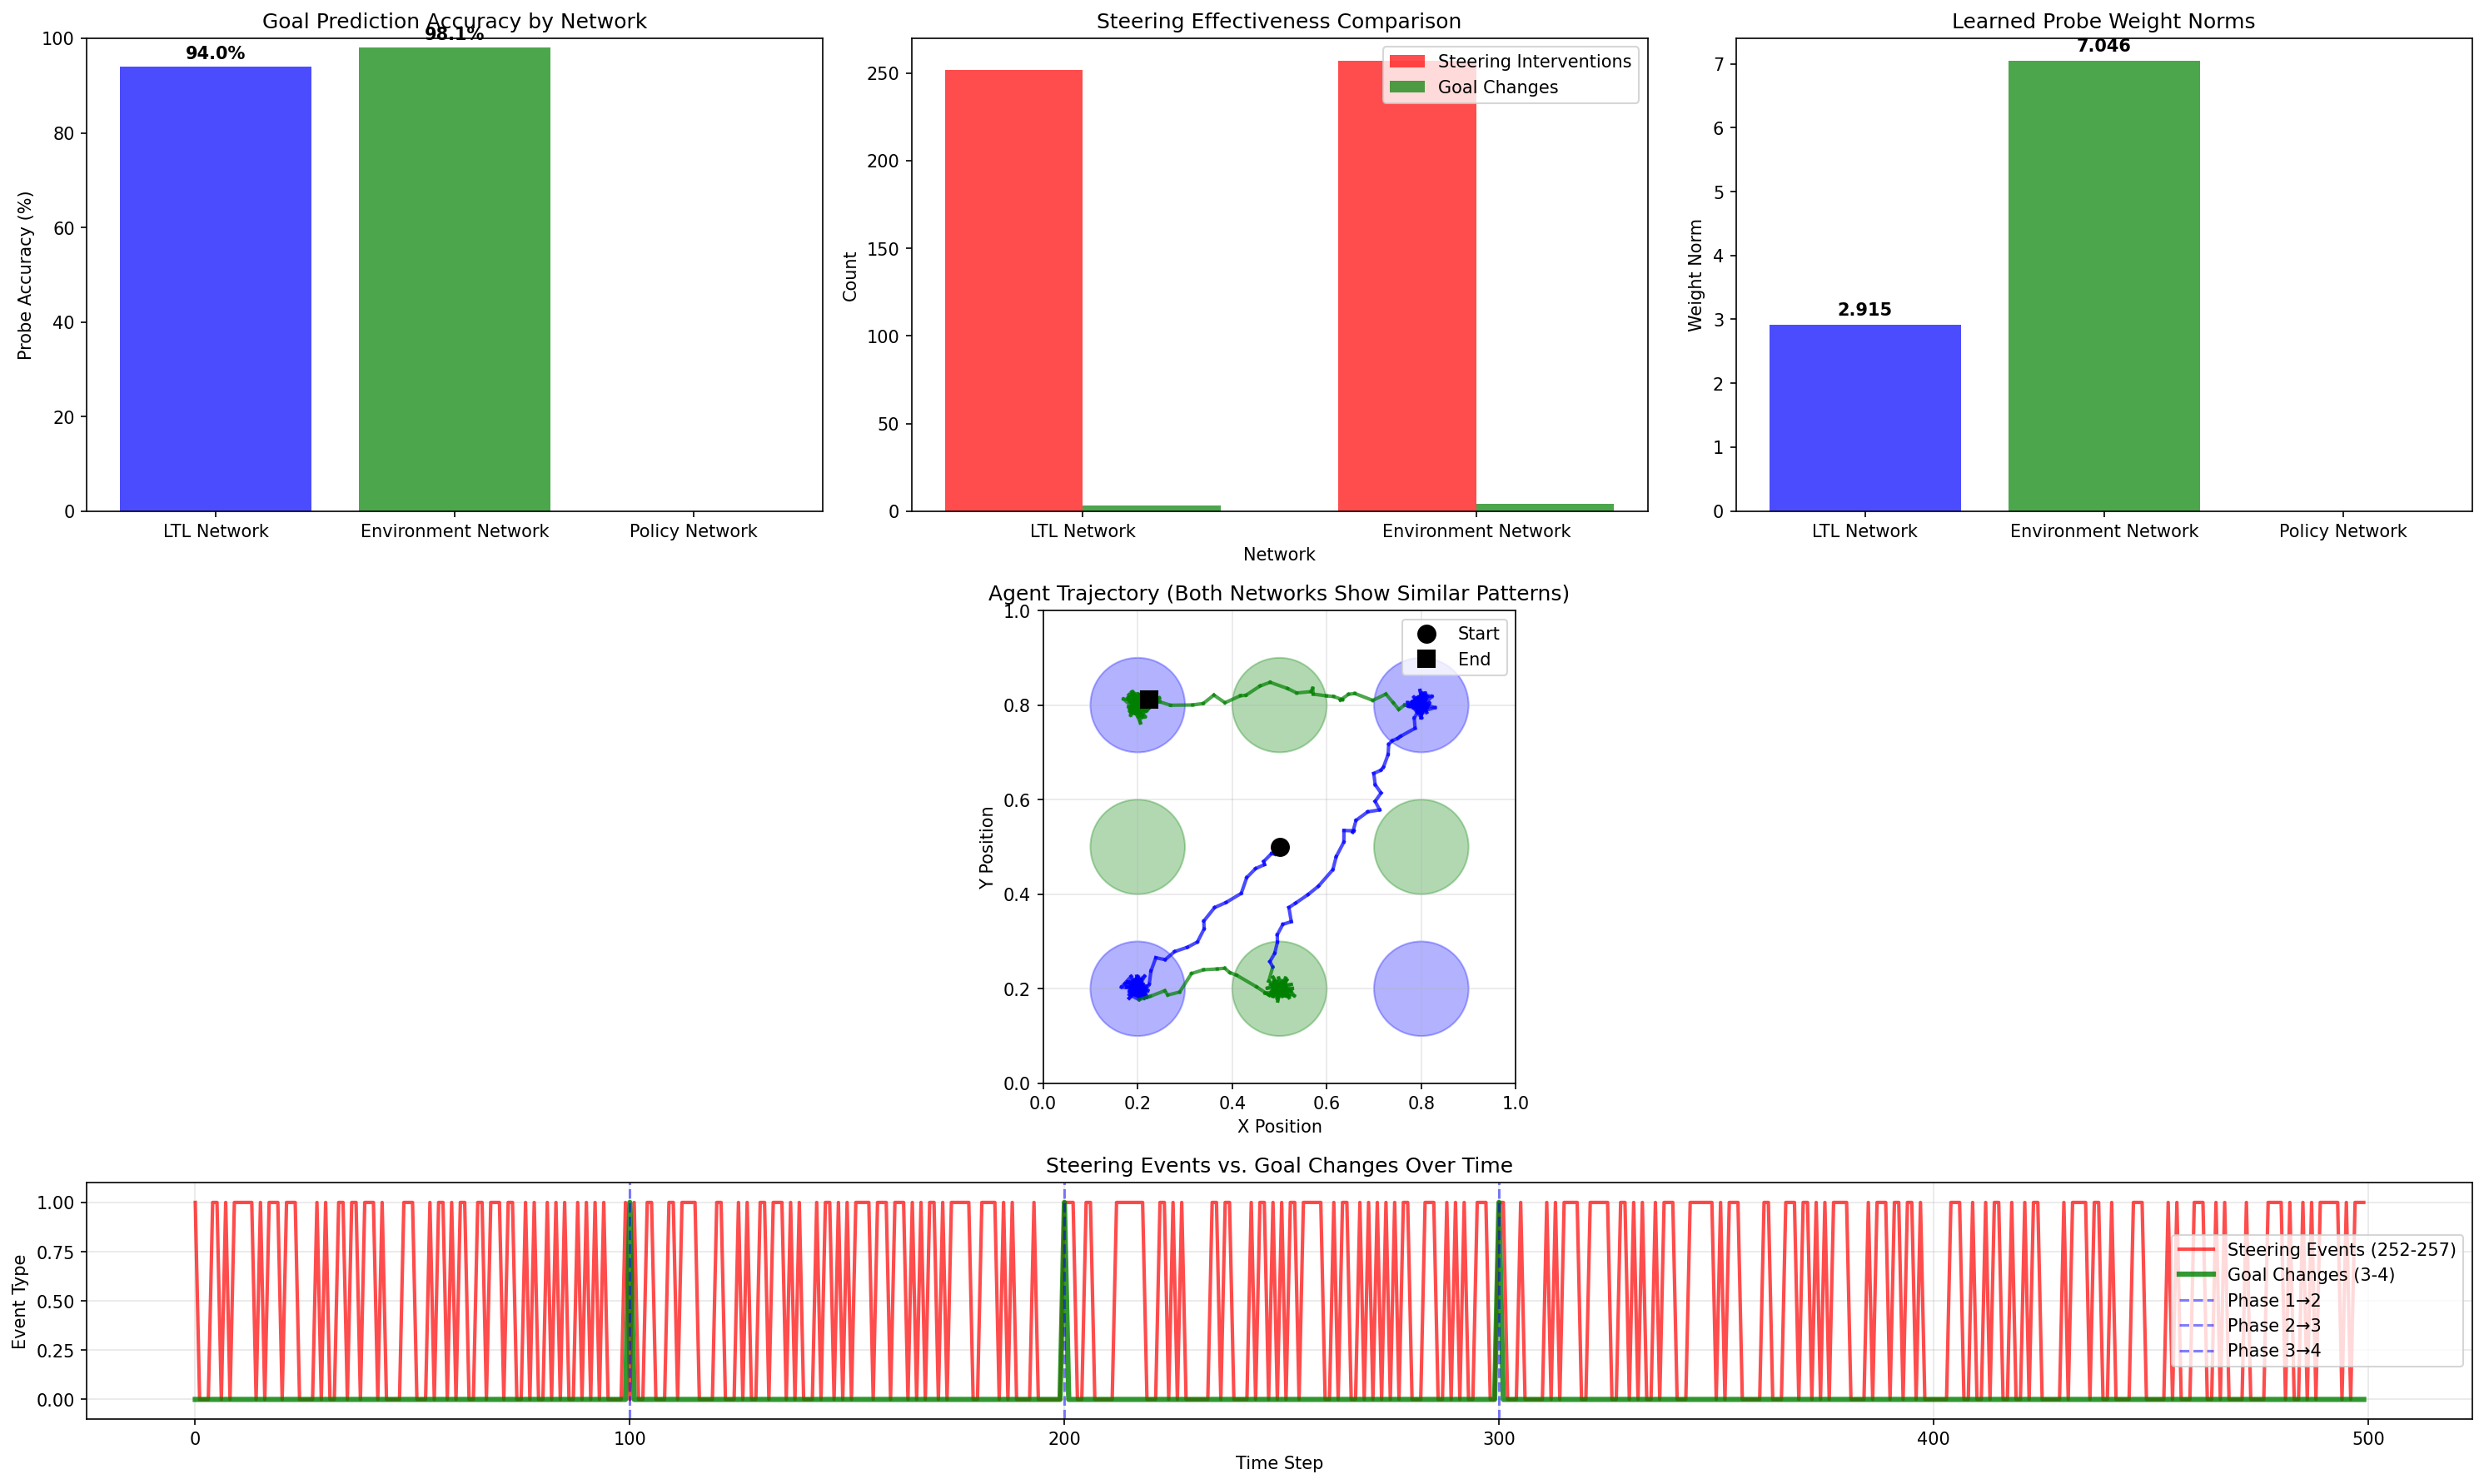 Goal Prediction Accuracy by Network
Probe Accuracy (%)
100
80
60
40
20
0
94.0%
98.1%
LTL Network
Environment Network
Policy Network
Steering Effectiveness Comparison
Count
250
200
150
100
50
0
Steering Interventions
Goal Changes
LTL Network
Environment Network
Network
Learned Probe Weight Norms
Weight Norm
7
6
5
4
3
2
1
0
2.915
7.046
LTL Network
Environment Network
Policy Network
Agent Trajectory (Both Networks Show Similar Patterns)
Y Position
1.0
0.8
0.6
0.4
0.2
0.0
Start
End
0.0
0.2
0.4
0.6
0.8
1.0
X Position
Steering Events vs. Goal Changes Over Time
Event Type
1.00
0.75
0.50
0.25
0.00
Steering Events (252-257)
Goal Changes (3-4)
Phase 1→2
Phase 2→3
Phase 3→4
0
100
200
300
400
500
Time Step